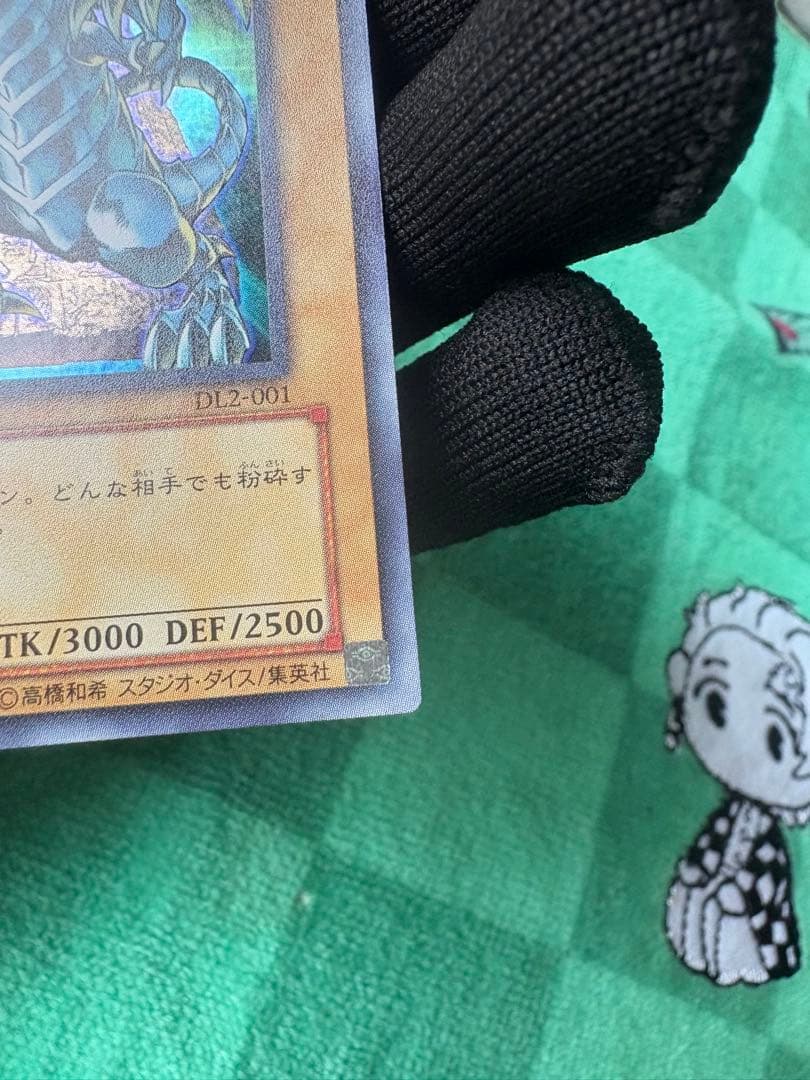 DL2-001
ン。どんな相手でも粉砕す
。
TK/3000 DEF/2500
©高橋和希 スタジオ・ダイス/集英社